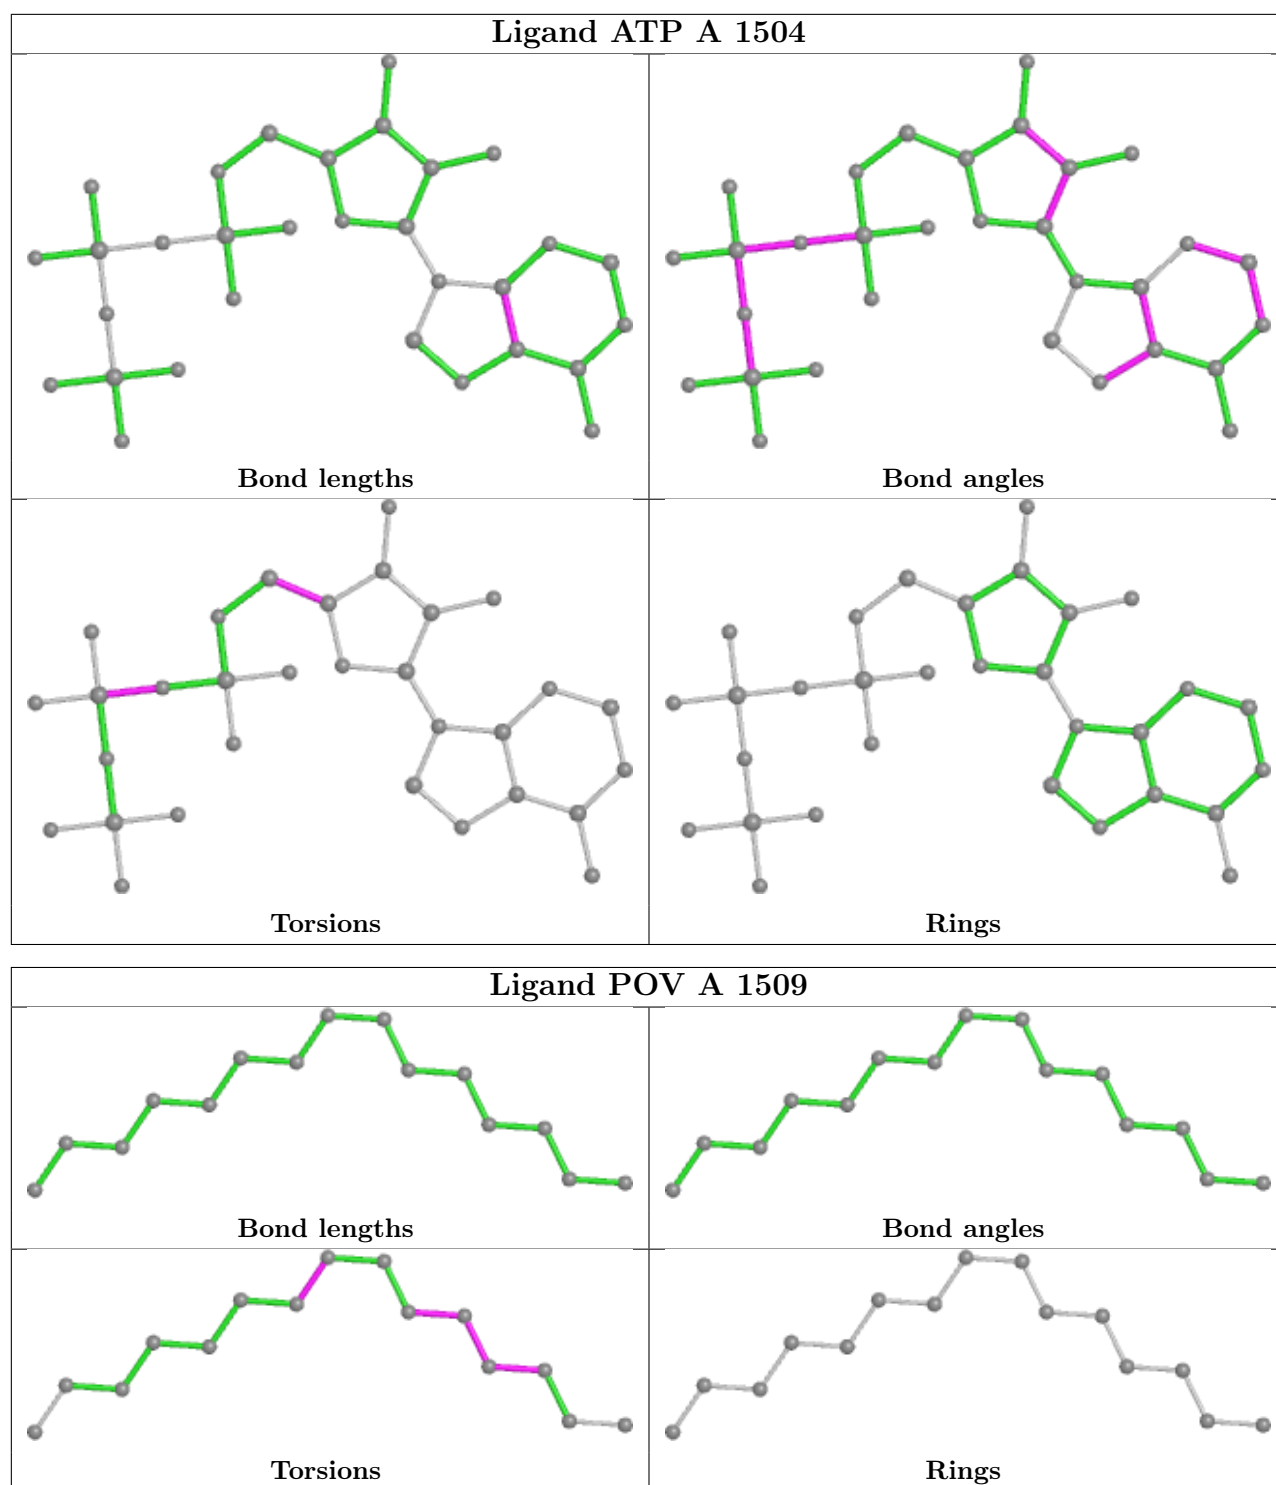 Ligand ATP A 1504
Bond lengths
Bond angles
Torsions
Rings
Ligand POV A 1509
Bond lengths
Bond angles
Torsions
Rings